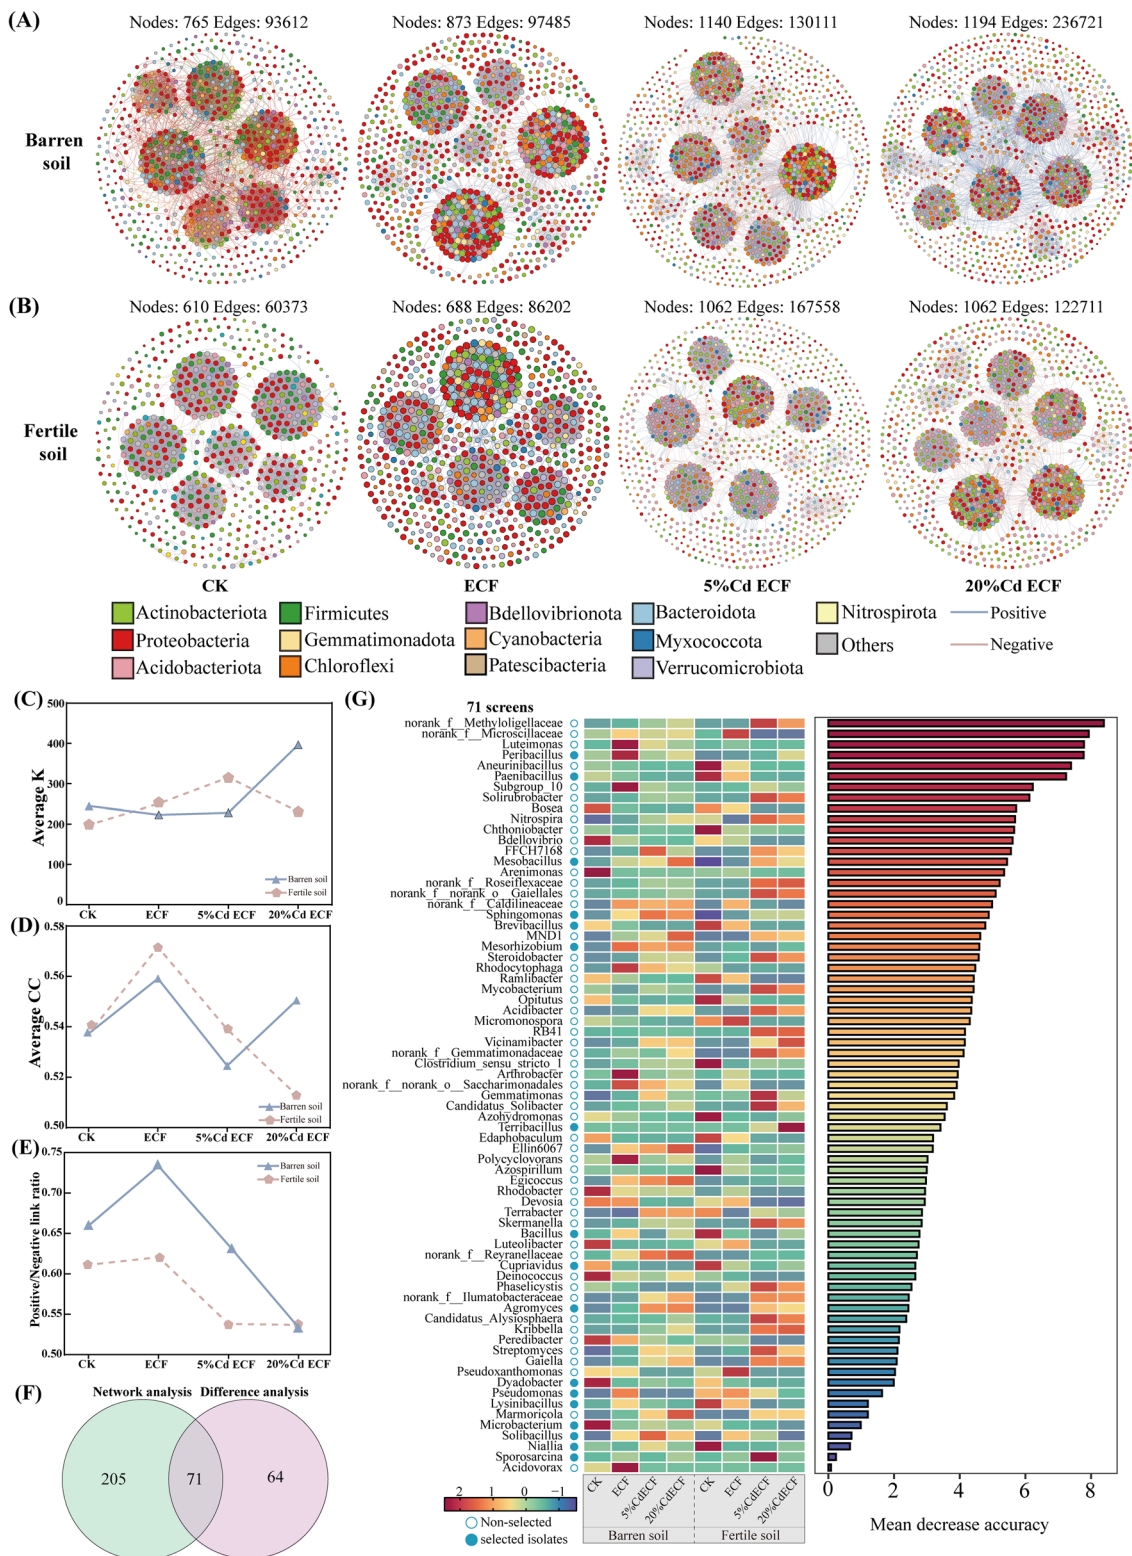 (A)
Nodes: 765 Edges: 93612
Nodes: 873 Edges: 97485
Nodes: 1140 Edges: 130111
Nodes: 1194 Edges: 236721
Barren
soil
(B)
Nodes: 610 Edges: 60373
Nodes: 688 Edges: 86202
Nodes: 1062 Edges: 167558
Nodes: 1062 Edges: 122711
Fertile
soil
CK
ECF
5%Cd ECF
20%Cd ECF
Actinobacteriota
Firmicutes
Bdellovibrionota
Bacteroidota
Nitrospirota
Positive
Proteobacteria
Gemmatimonadota
Cyanobacteria
Myxococcota
Others
Negative
Acidobacteriota
Chloroflexi
Patescibacteria
Verrucomicrobiota
(C)
500
400
300
200
100
0
Average K
Barren soil
Fertile soil
CK
ECF
5%Cd ECF
20%Cd ECF
(D)
0.58
0.56
0.54
0.52
0.50
Average CC
Barren soil
Fertile soil
CK
ECF
5%Cd ECF
20%Cd ECF
(E)
0.75
0.70
0.65
0.60
0.55
0.50
Positive/Negative link ratio
Barren soil
Fertile soil
CK
ECF
5%Cd ECF
20%Cd ECF
(F)
Network analysis
Difference analysis
205
71
64
(G)
71 screens
norank_f__Methyloligellaceae
norank_f__Microscillaceae
Luteimonas
Peribacillus
Aneurinibacillus
Paenibacillus
Subgroup_10
Solirubrobacter
Bosea
Nitrospira
Chthoniobacter
Bdellovibrio
FFCH7168
Mesobacillus
Arenimonas
norank_f__Roseiflexaceae
norank_f__norank_o__Gaiellales
norank_f__Caldilineaceae
Sphingomonas
Brevibacillus
MND1
Mesorhizobium
Steroidobacter
Rhodocytophaga
Ramlibacter
Mycobacterium
Opitutus
Acidibacter
Micromonospora
RB41
Vicinamibacter
norank_f__Gemmatimonadaceae
Clostridium_sensu_stricto_1
Arthrobacter
norank_f__norank_o__Saccharimonadales
Gemmatimonas
Candidatus_Solibacter
Azohydromonas
Terribacillus
Edaphobaculum
Ellin6067
Polycyclovorans
Azospirillum
Egicoccus
Rhodobacter
Devosia
Terrabacter
Skermanella
Bacillus
Luteolibacter
norank_f__Reyranellaceae
Cupriavidus
Deinococcus
Phaselicystis
norank_f__Ilumatobacteraceae
Agromyces
Candidatus_Alysiosphaera
Kribbella
Peredibacter
Streptomyces
Gaiella
Pseudoxanthomonas
Dyadobacter
Pseudomonas
Lysinibacillus
Marmoricola
Microbacterium
Solibacillus
Niallia
Sporosarcina
Acidovorax
2
1
0
−1
Non-selected
selected isolates
CK
ECF
5%CdECF
20%CdECF
CK
ECF
5%CdECF
20%CdECF
Barren soil
Fertile soil
0
2
4
6
8
Mean decrease accuracy